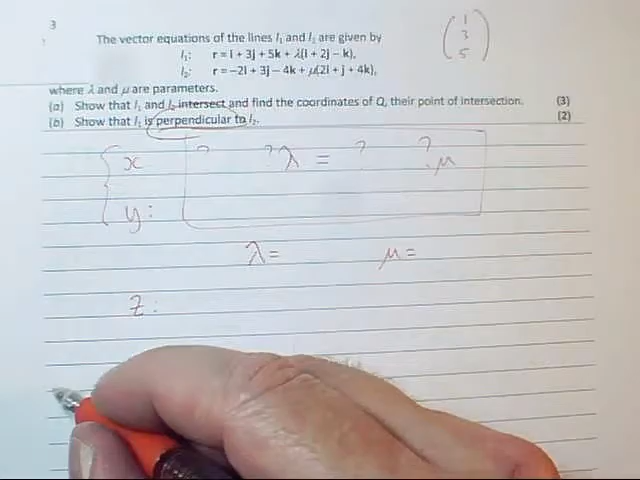 3
The vector equations of the lines l₁ and l₂ are given by
l₁: r = i + 3j + 5k + λ(i + 2j – k),
l₂: r = –2i + 3j – 4k + μ(2i + j + 4k),
( 1 3 5 )
where λ and μ are parameters.
(a) Show that l₁ and l₂ intersect and find the coordinates of Q, their point of intersection. (3)
(b) Show that l₁ is perpendicular to l₂. (2)
x ? ?λ = ? ?μ
y:
λ= μ=
z: